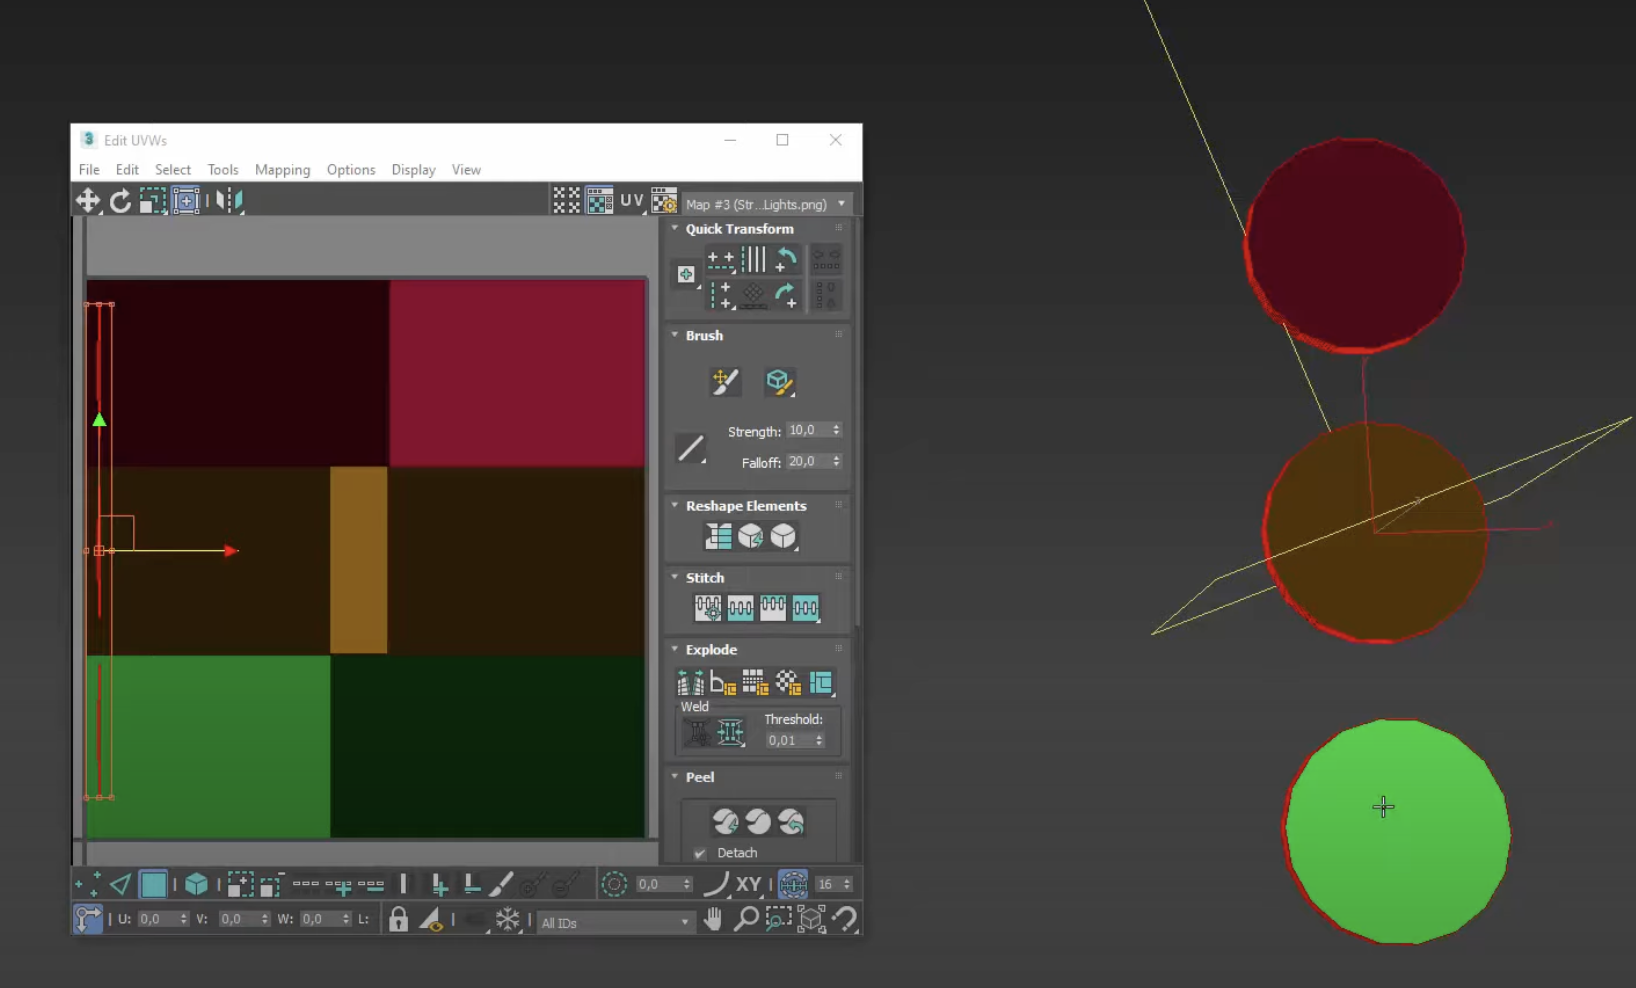 3 Edit UVWs
File Edit Select Tools Mapping Options Display View
UV Map #3 (Str...Lights.png)
Quick Transform
Brush
Strength: 10,0
Falloff: 20,0
Reshape Elements
Stitch
Explode
Weld
Threshold:
0,01
Peel
Detach
0,0 XY 16
U: 0,0 V: 0,0 W: 0,0 L: All IDs